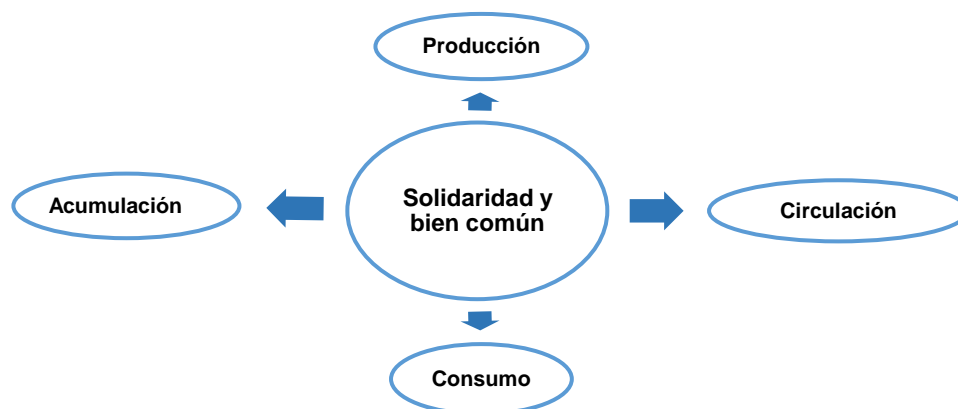 Producción
Acumulación
Solidaridad y
bien común
Circulación
Consumo